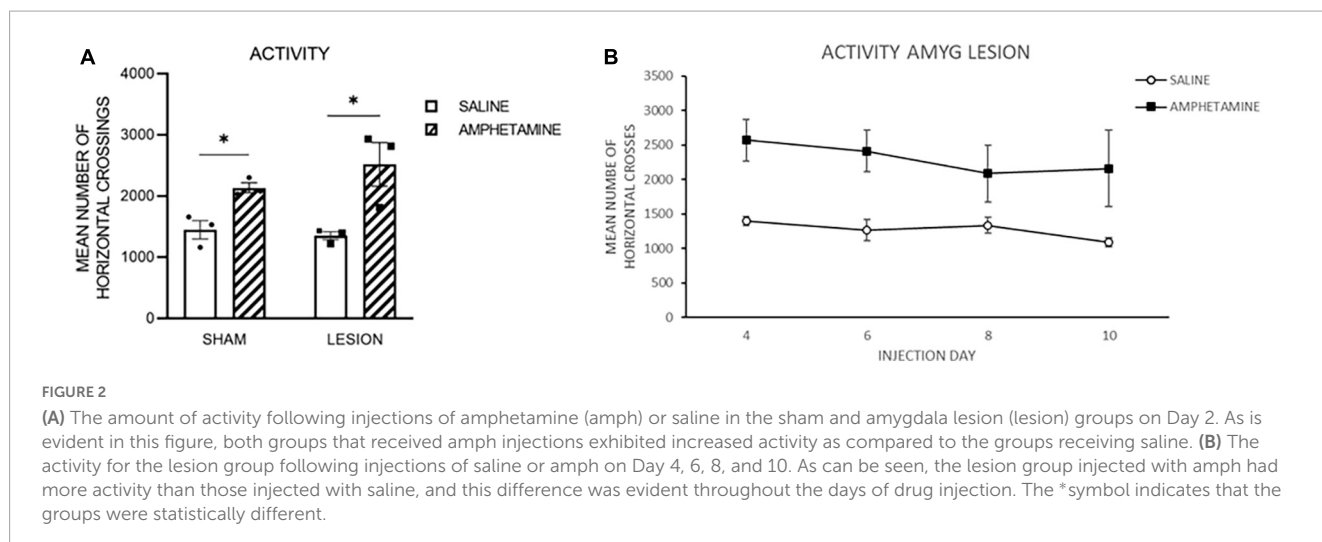 A
ACTIVITY
4000
3000
2000
1000
0
MEAN NUMBER OF
HORIZONTAL CROSSINGS
*
*
SALINE
AMPHETAMINE
SHAM
LESION
B
ACTIVITY AMYG LESION
3500
3000
2500
2000
1500
1000
500
0
MEAN NUMBE OF
HORIZONTAL CROSSES
SALINE
AMPHETAMINE
4
6
8
10
INJECTION DAY
FIGURE 2
(A) The amount of activity following injections of amphetamine (amph) or saline in the sham and amygdala lesion (lesion) groups on Day 2. As is
evident in this figure, both groups that received amph injections exhibited increased activity as compared to the groups receiving saline. (B) The
activity for the lesion group following injections of saline or amph on Day 4, 6, 8, and 10. As can be seen, the lesion group injected with amph had
more activity than those injected with saline, and this difference was evident throughout the days of drug injection. The *symbol indicates that the
groups were statistically different.